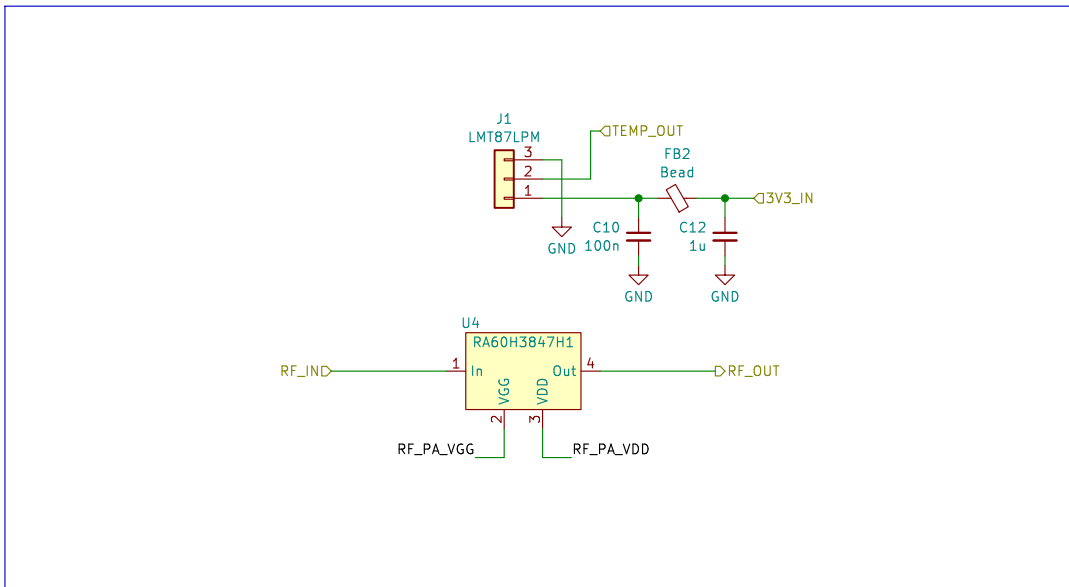 J1
LMT87LPM
3
2
1
TEMP_OUT
FB2
Bead
3V3_IN
GND
C10
100n
C12
1u
GND
GND
U4
RA60H3847H1
RF_IN
1
In
Out
4
RF_OUT
VGG
VDD
2
3
RF_PA_VGG
RF_PA_VDD